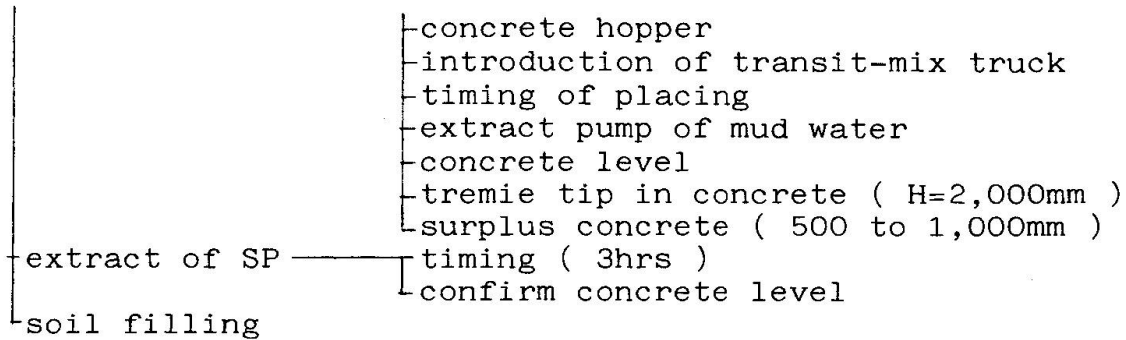 concrete hopper
introduction of transit-mix truck
timing of placing
extract pump of mud water
concrete level
tremie tip in concrete ( H=2,000mm )
surplus concrete ( 500 to 1,000mm )
extract of SP timing ( 3hrs )
confirm concrete level
soil filling